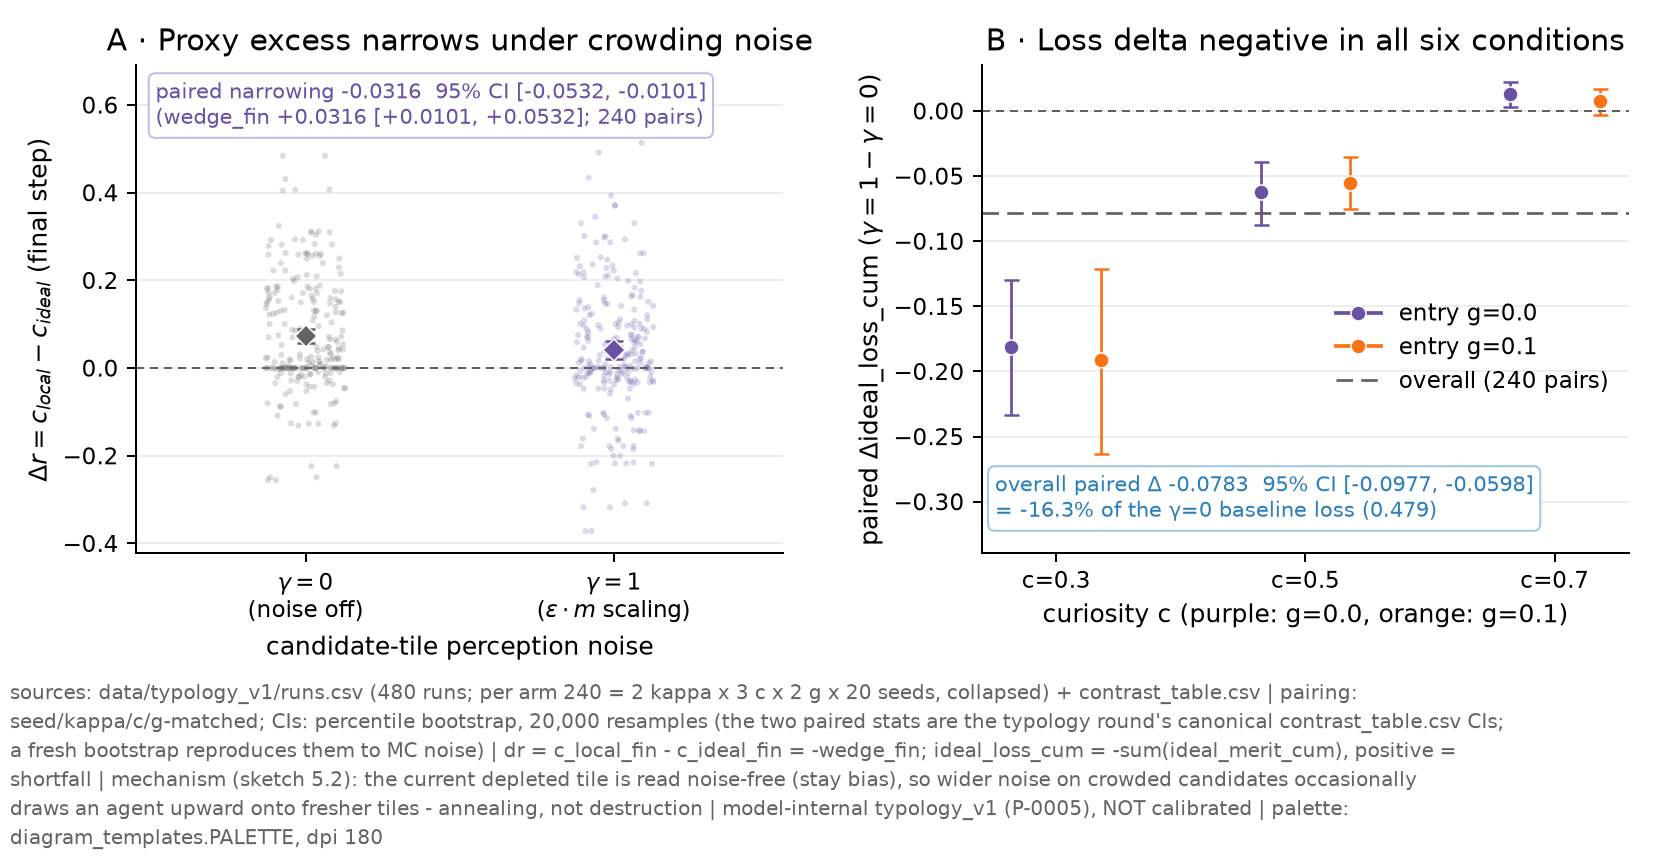 A · Proxy excess narrows under crowding noise
paired narrowing -0.0316  95% CI [-0.0532, -0.0101]
(wedge_fin +0.0316 [+0.0101, +0.0532]; 240 pairs)
Δr = c_local − c_ideal (final step)
0.6
0.4
0.2
0.0
−0.2
−0.4
γ = 0
(noise off)
γ = 1
(ε · m scaling)
candidate-tile perception noise
B · Loss delta negative in all six conditions
paired Δideal_loss_cum (γ = 1 − γ = 0)
0.00
−0.05
−0.10
−0.15
−0.20
−0.25
−0.30
entry g=0.0
entry g=0.1
overall (240 pairs)
overall paired Δ -0.0783  95% CI [-0.0977, -0.0598]
= -16.3% of the γ=0 baseline loss (0.479)
c=0.3
c=0.5
c=0.7
curiosity c (purple: g=0.0, orange: g=0.1)
sources: data/typology_v1/runs.csv (480 runs; per arm 240 = 2 kappa x 3 c x 2 g x 20 seeds, collapsed) + contrast_table.csv | pairing:
seed/kappa/c/g-matched; CIs: percentile bootstrap, 20,000 resamples (the two paired stats are the typology round's canonical contrast_table.csv CIs;
a fresh bootstrap reproduces them to MC noise) | dr = c_local_fin - c_ideal_fin = -wedge_fin; ideal_loss_cum = -sum(ideal_merit_cum), positive =
shortfall | mechanism (sketch 5.2): the current depleted tile is read noise-free (stay bias), so wider noise on crowded candidates occasionally
draws an agent upward onto fresher tiles - annealing, not destruction | model-internal typology_v1 (P-0005), NOT calibrated | palette:
diagram_templates.PALETTE, dpi 180